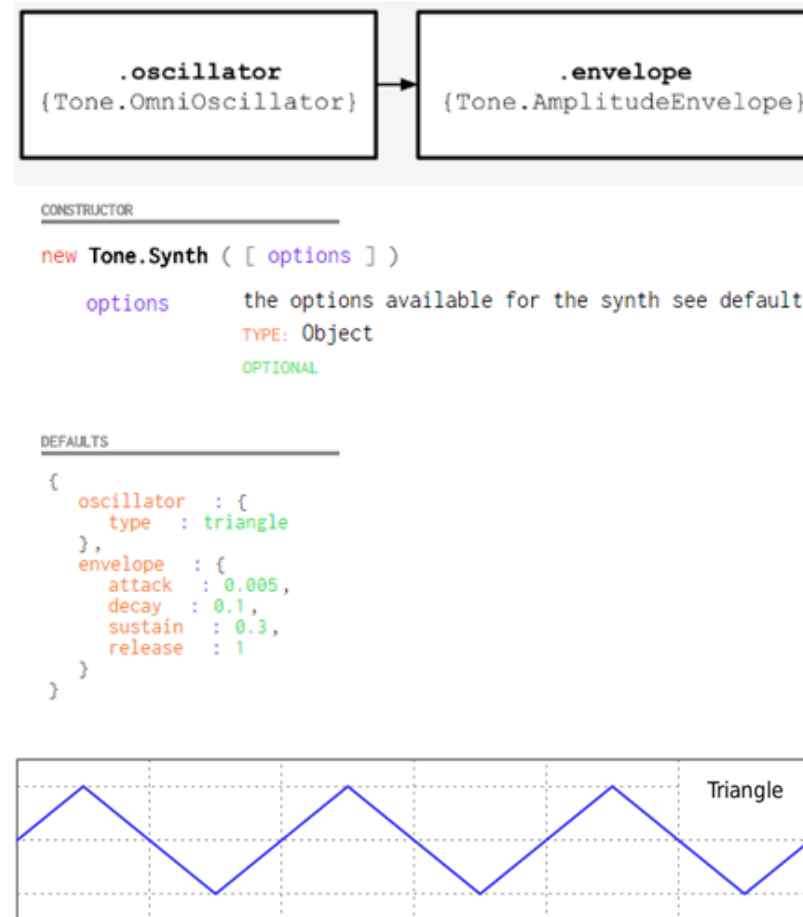 .oscillator
{Tone.OmniOscillator}
.envelope
{Tone.AmplitudeEnvelope}
CONSTRUCTOR
new Tone.Synth ( [ options ] )
options the options available for the synth see default
TYPE: Object
OPTIONAL
DEFAULTS
{
oscillator : {
type : triangle
},
envelope : {
attack : 0.005,
decay : 0.1,
sustain : 0.3,
release : 1
}
}
Triangle